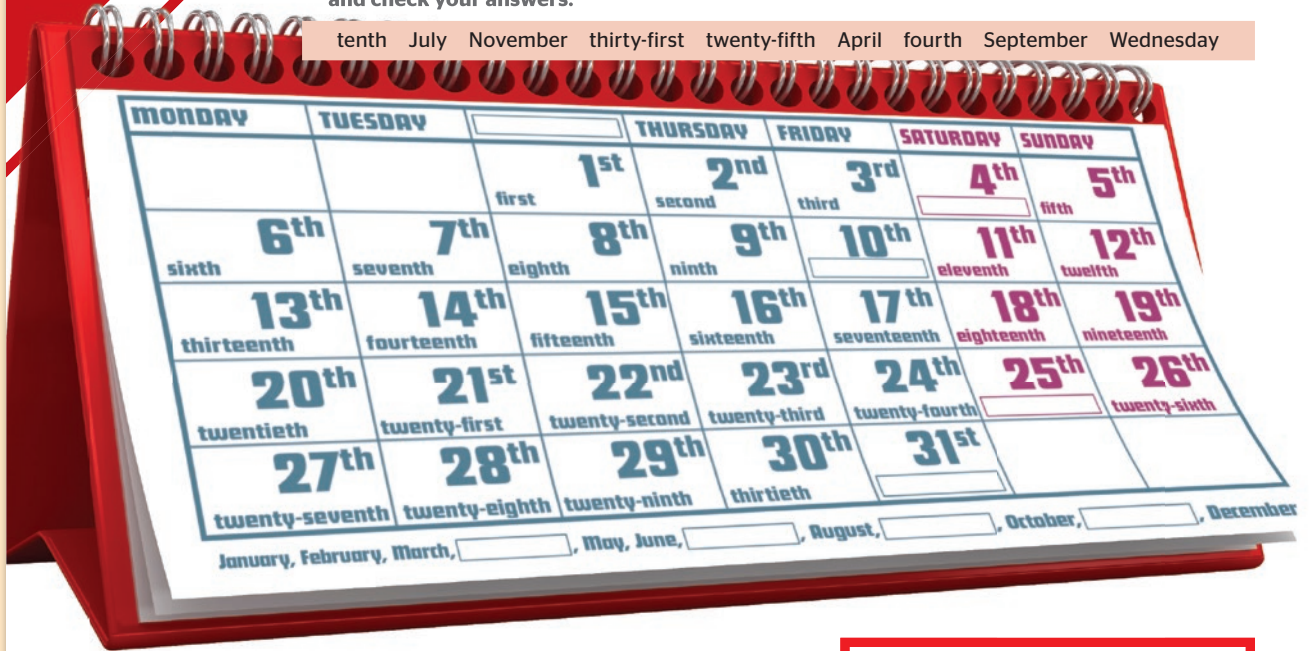 and check your answers.
tenth July November thirty-first twenty-fifth April fourth September Wednesday
MONDAY TUESDAY THURSDAY FRIDAY SATURDAY SUNDAY
1st 2nd 3rd 4th 5th
first second third fifth
6th 7th 8th 9th 10th 11th 12th
sixth seventh eighth ninth eleventh twelfth
13th 14th 15th 16th 17th 18th 19th
thirteenth fourteenth fifteenth sixteenth seventeenth eighteenth nineteenth
20th 21st 22nd 23rd 24th 25th 26th
twentieth twenty-first twenty-second twenty-third twenty-fourth twenty-sixth
27th 28th 29th 30th 31st
twenty-seventh twenty-eighth twenty-ninth thirtieth
January, February, March, , May, June, , August, , October, , December